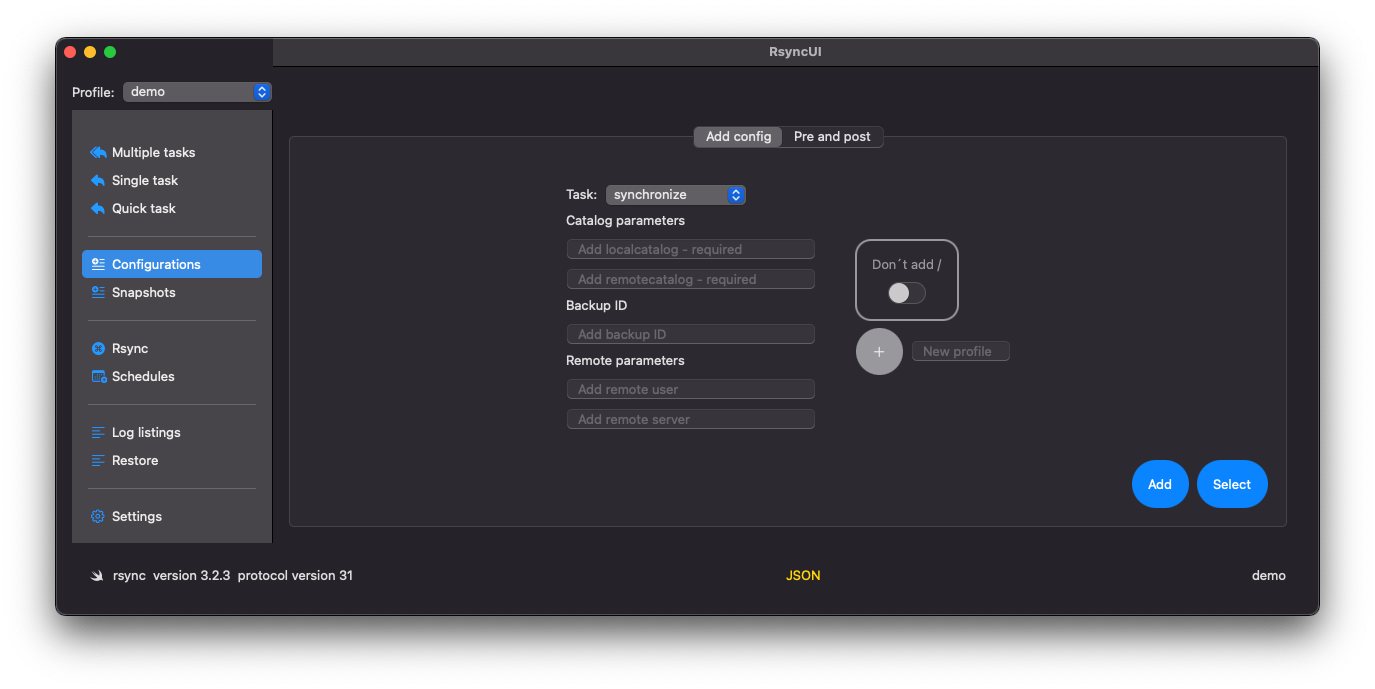 RsyncUI
Profile: demo
Multiple tasks
Single task
Quick task
Configurations
Snapshots
Rsync
Schedules
Log listings
Restore
Settings
Add config Pre and post
Task: synchronize
Catalog parameters
Add localcatalog - required
Add remotecatalog - required
Backup ID
Add backup ID
Remote parameters
Add remote user
Add remote server
Don´t add /
+ New profile
Add Select
rsync version 3.2.3 protocol version 31 JSON demo